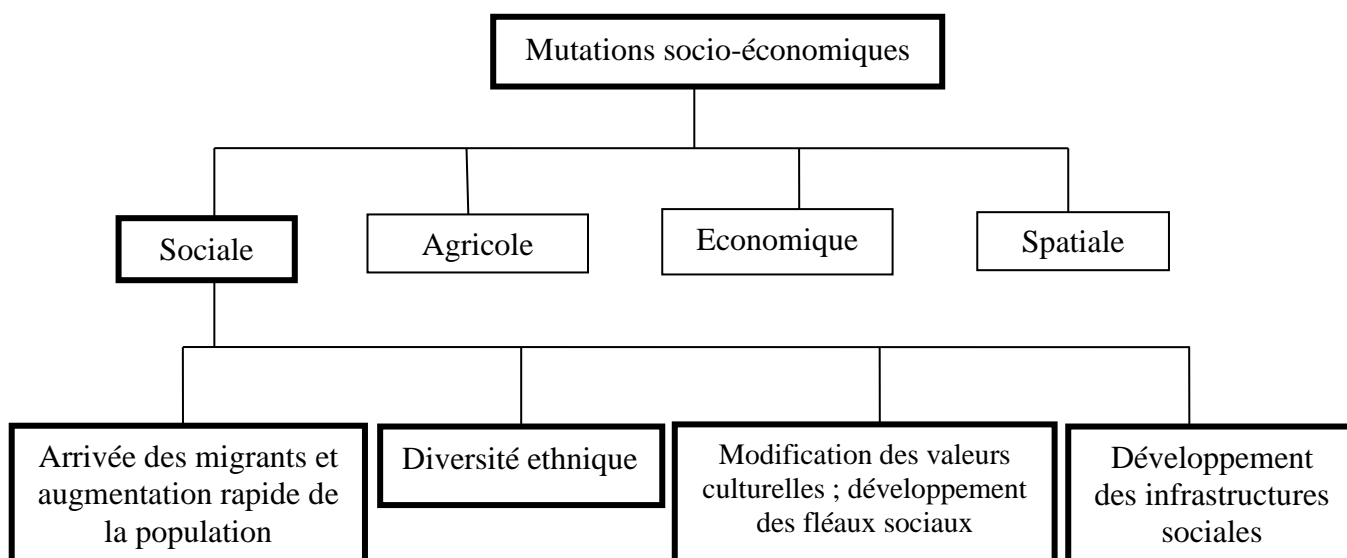 Mutations socio-économiques
Sociale
Agricole
Economique
Spatiale
Arrivée des migrants et
augmentation rapide de
la population
Diversité ethnique
Modification des valeurs
culturelles ; développement
des fléaux sociaux
Développement
des infrastructures
sociales